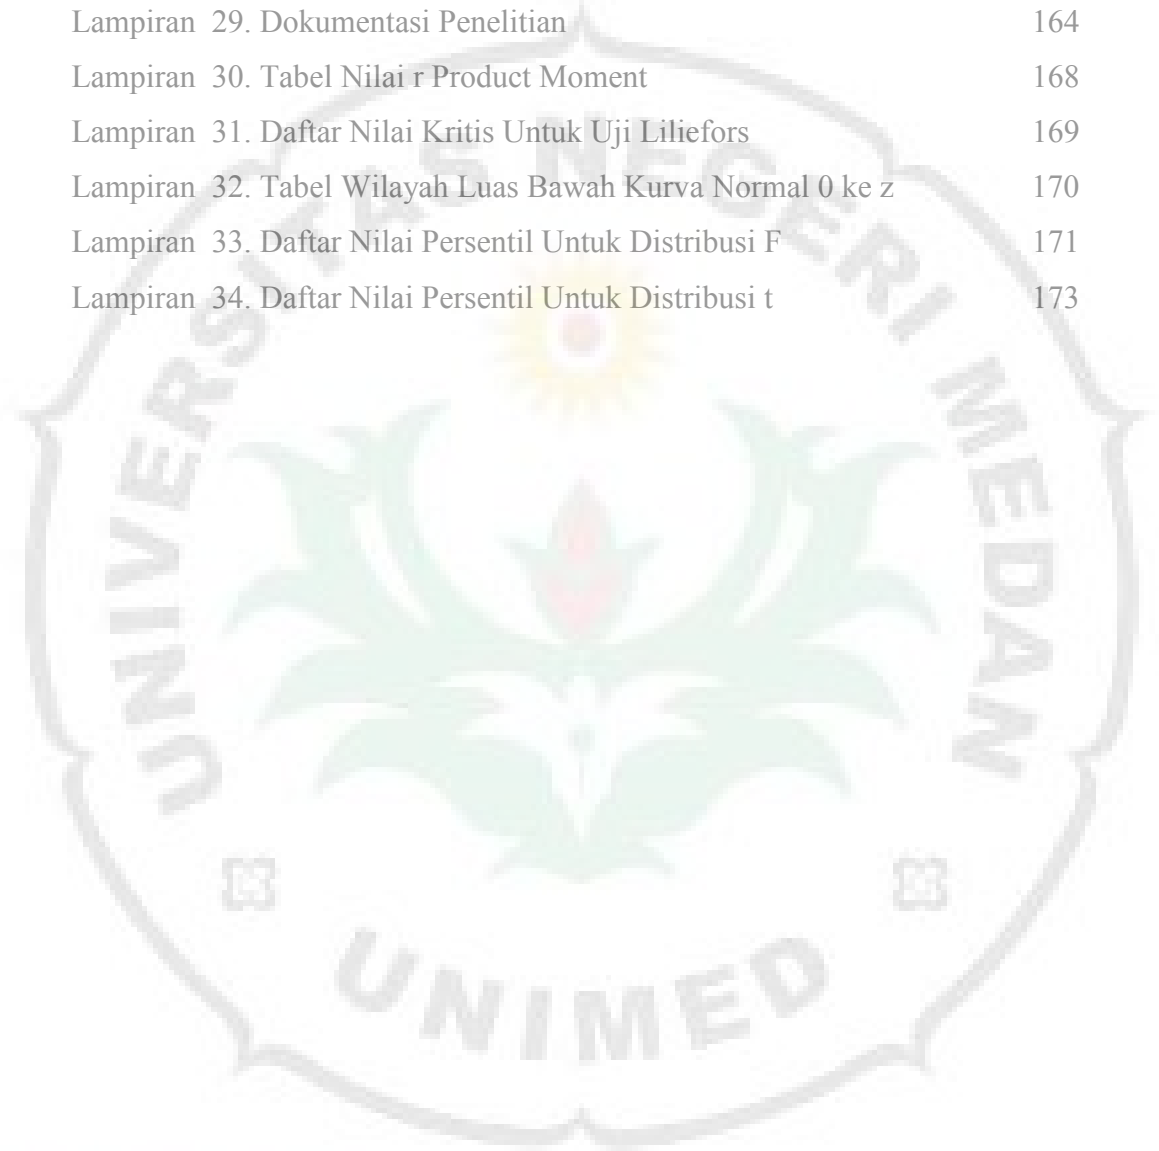 Lampiran 29. Dokumentasi Penelitian 164
Lampiran 30. Tabel Nilai r Product Moment 168
Lampiran 31. Daftar Nilai Kritis Untuk Uji Liliefors 169
Lampiran 32. Tabel Wilayah Luas Bawah Kurva Normal 0 ke z 170
Lampiran 33. Daftar Nilai Persentil Untuk Distribusi F 171
Lampiran 34. Daftar Nilai Persentil Untuk Distribusi t 173
UNIVERSITAS NEGERI MEDAN
UNIMED